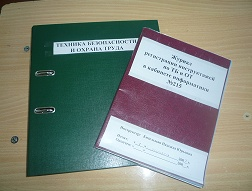 ТЕХНИКА БЕЗОПАСНОСТИ
И ОХРАНА ТРУДА
Журнал
регистрации инструктажей
по ТБ и ОТ
в кабинете информатики
№215